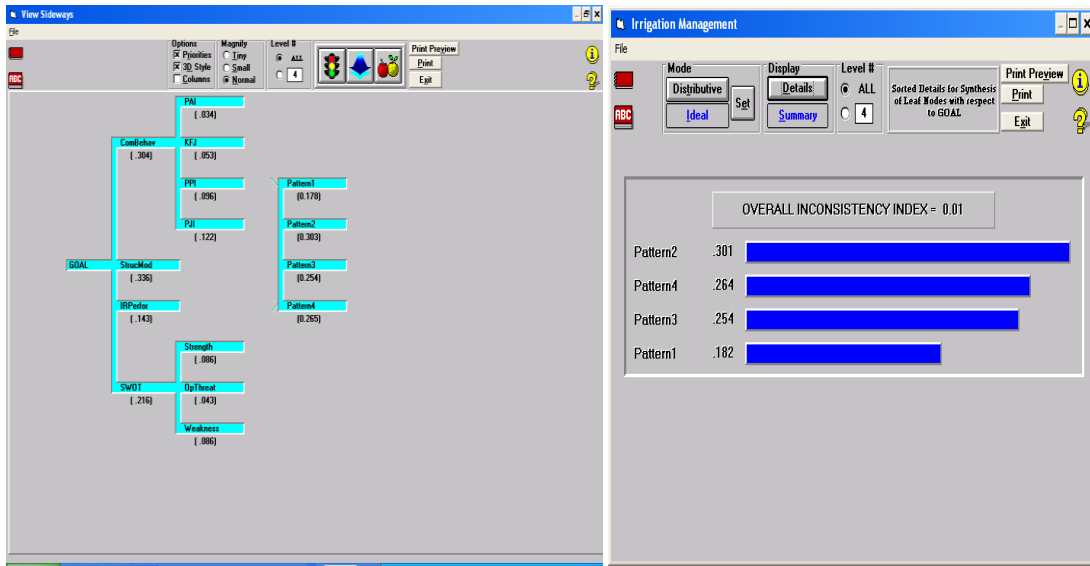 View Sideways
File
Options
Priorities
3D Style
Columns
Magnify
Tiny
Small
Normal
Level #
ALL
4
Print Preview
Print
Exit
ABC
PAI
( .034)
ComBehav
( .304)
KFJ
( .053)
PPI
( .096)
PJI
( .122)
GOAL
StrucMod
( .336)
IRPerfor
( .143)
Strength
( .086)
SWOT
( .216)
OpThreat
( .043)
Weakness
( .086)
Pattern1
(0.178)
Pattern2
(0.303)
Pattern3
(0.254)
Pattern4
(0.265)
Irrigation Management
File
ABC
Mode
Distributive
Ideal
Set
Display
Details
Summary
Level #
ALL
4
Sorted Details for Synthesis
of Leaf Nodes with respect
to GOAL
Print Preview
Print
Exit
OVERALL INCONSISTENCY INDEX = 0.01
Pattern2 .301
Pattern4 .264
Pattern3 .254
Pattern1 .182